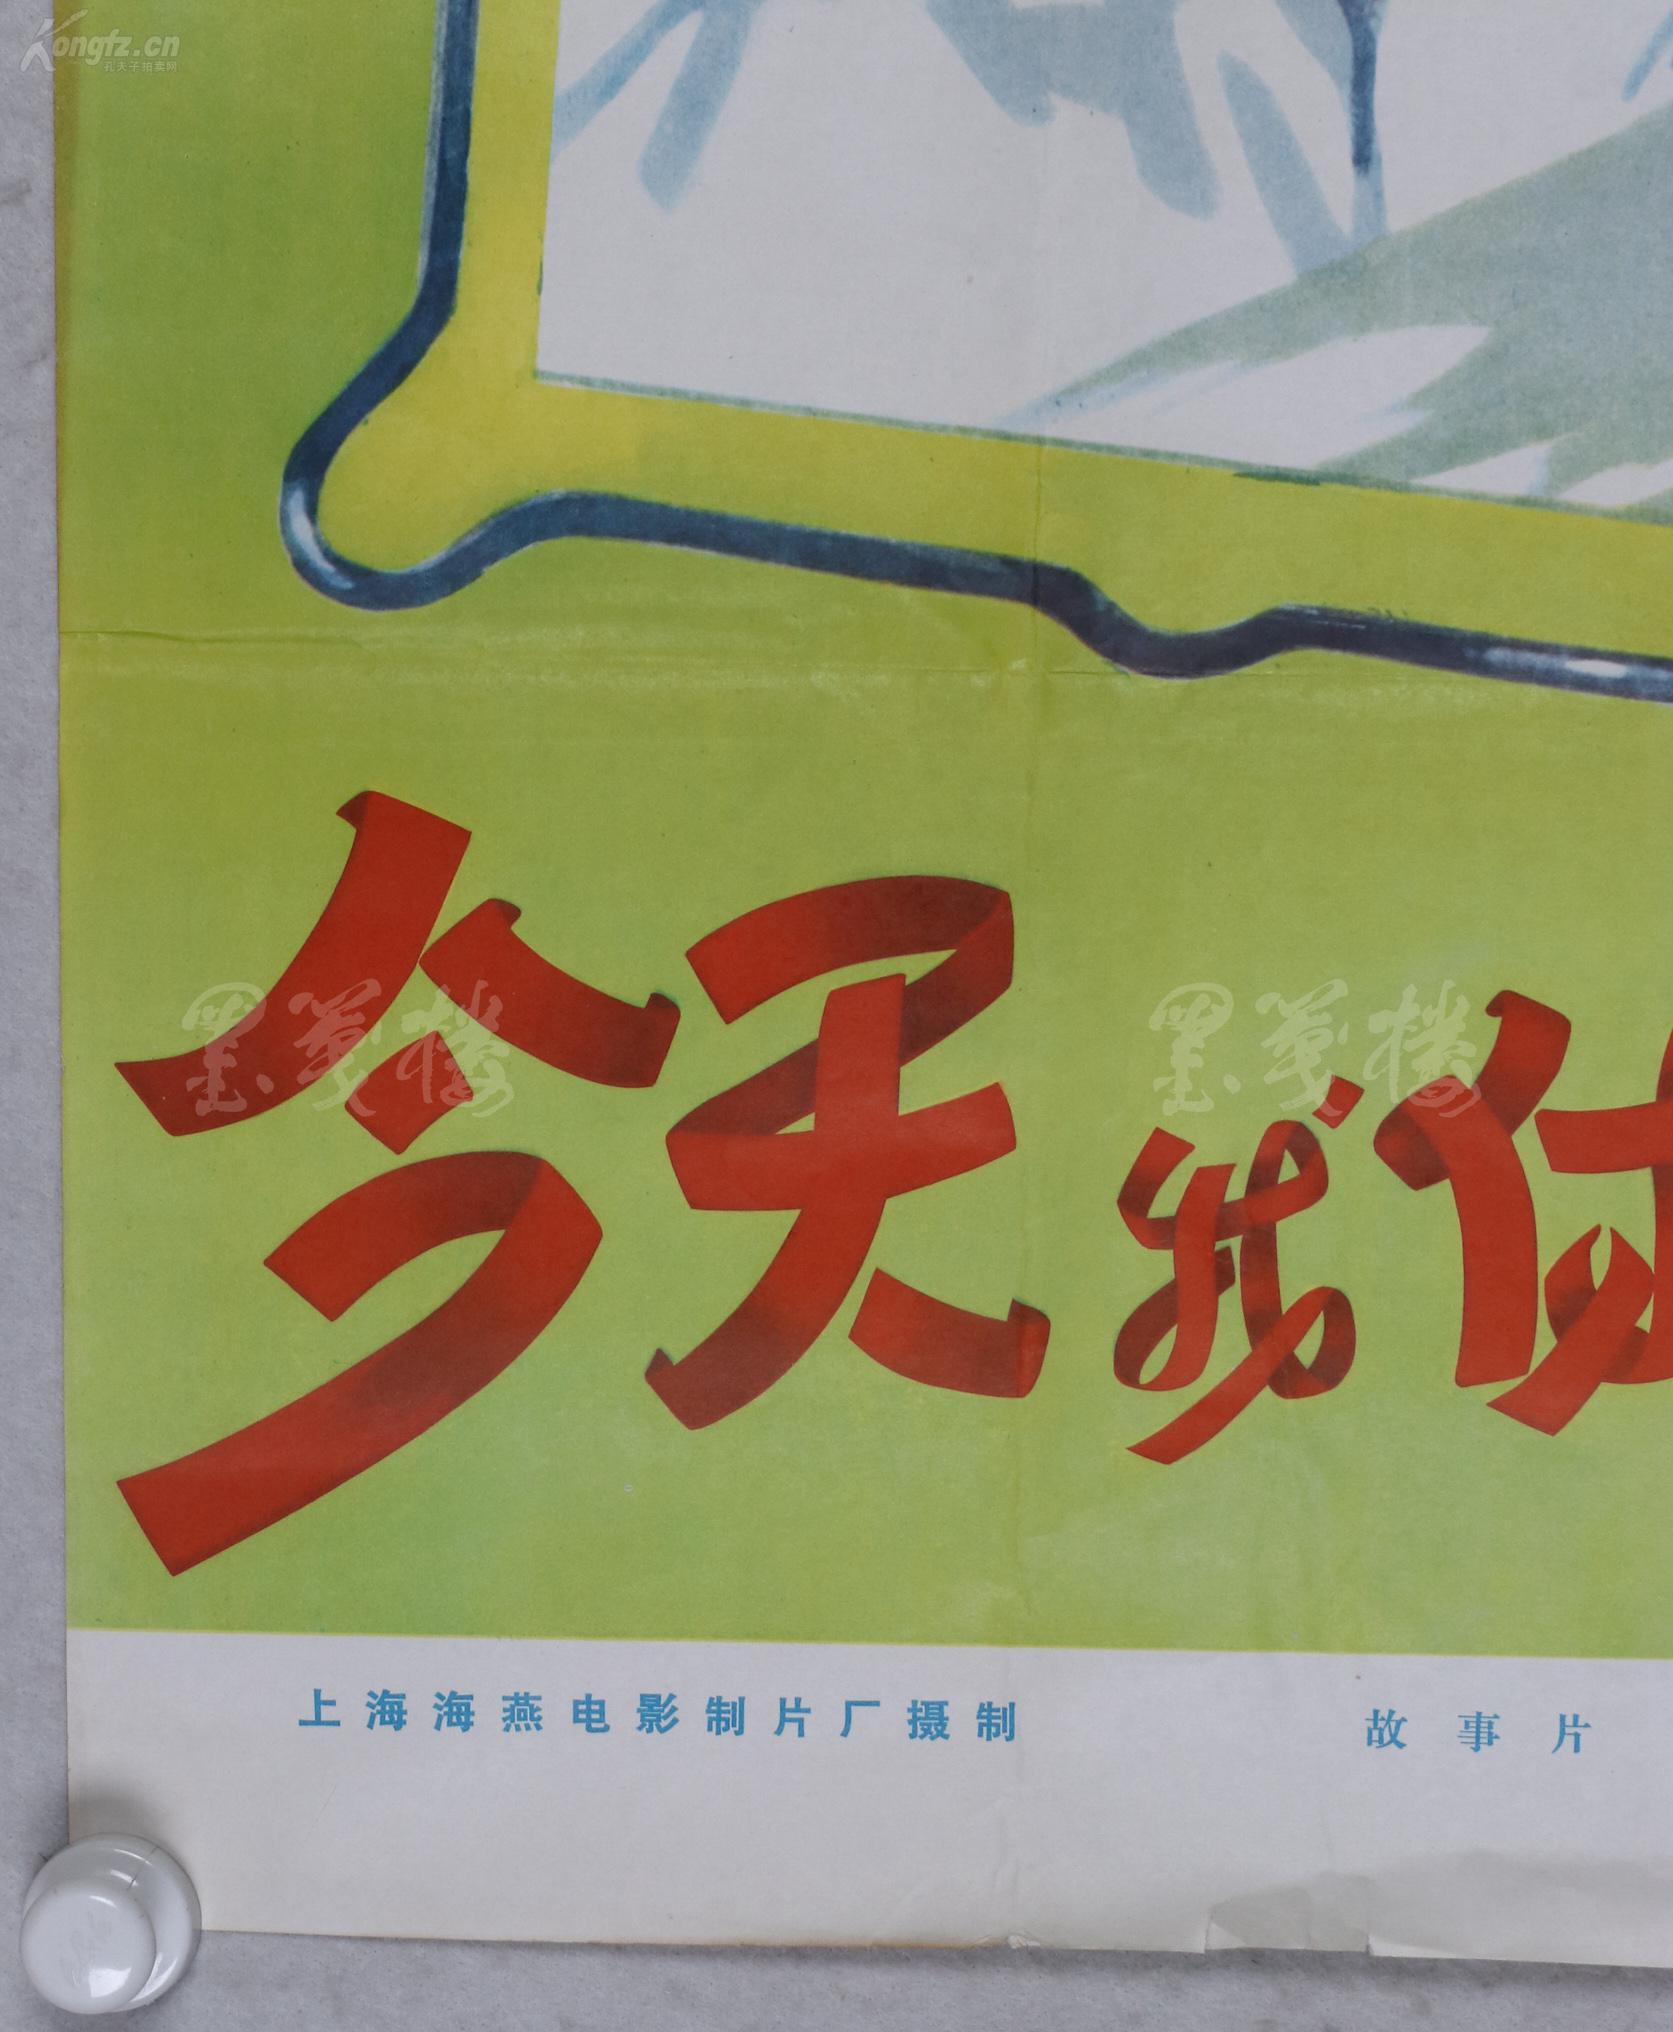 Kongfz.cn
孔夫子拍卖网
今天我休
墨笺楼 墨笺楼
上海海燕电影制片厂摄制 故事片